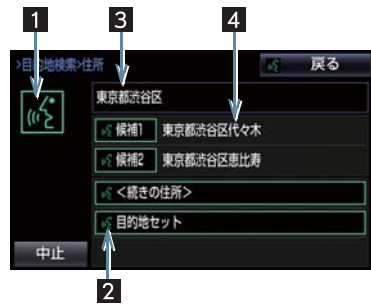 1 3 4
>目的地検索>住所 戻る
東京都渋谷区
候補1 東京都渋谷区代々木
候補2 東京都渋谷区恵比寿
<続きの住所>
目的地セット
中止
2